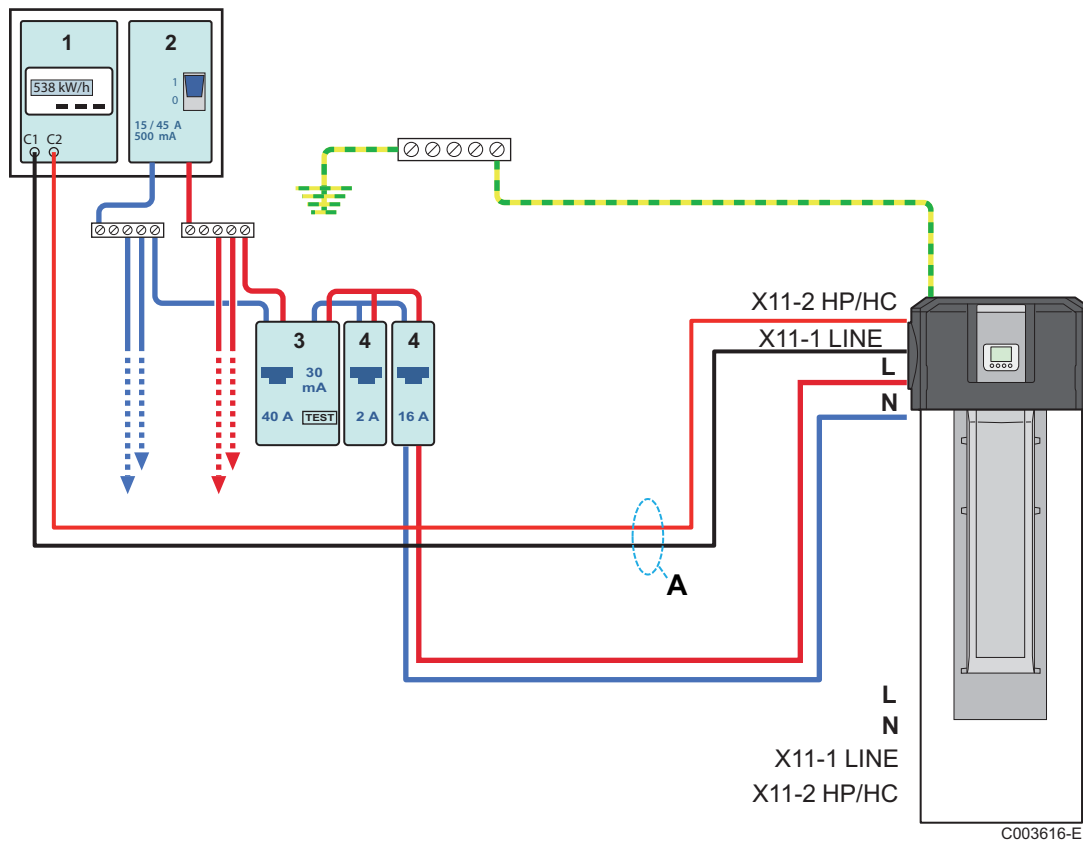 1
2
538 kW/h
1
0
15 / 45 A
500 mA
C1 C2
X11-2 HP/HC
X11-1 LINE
L
N
3
4
4
30
mA
40 A
TEST
2 A
16 A
A
L
N
X11-1 LINE
X11-2 HP/HC
C003616-E